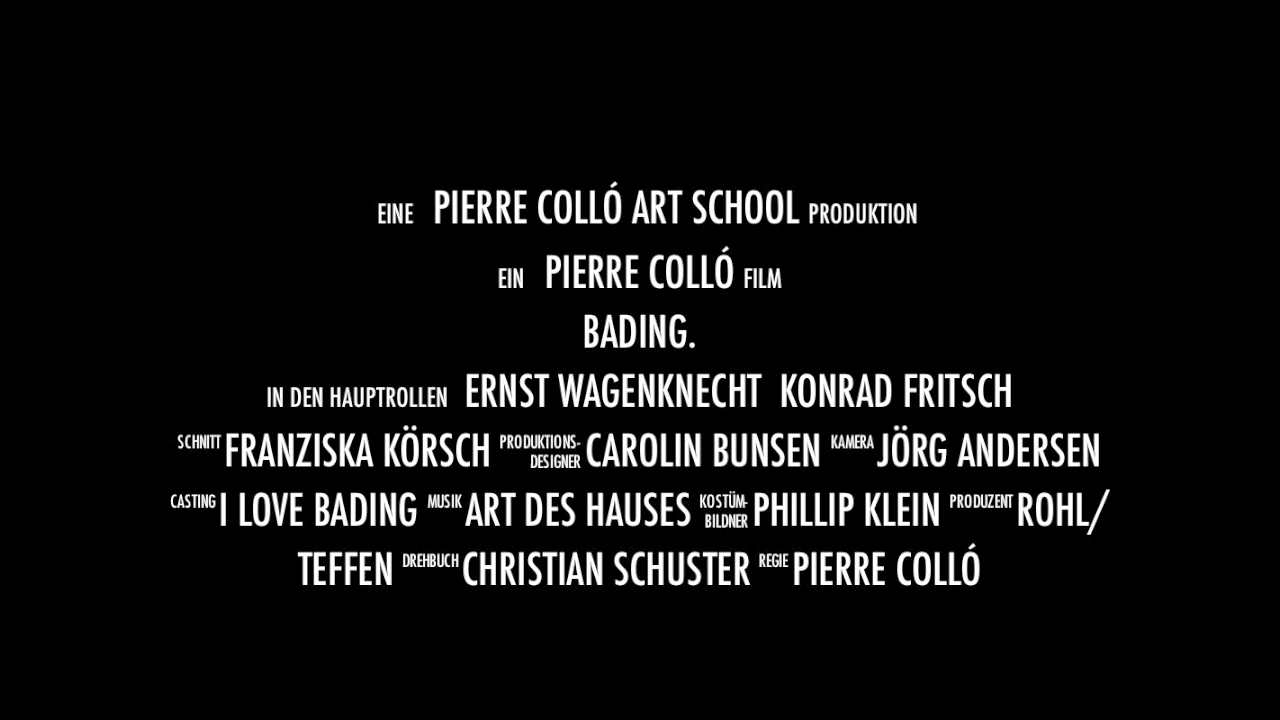 EINE PIERRE COLLÓ ART SCHOOL PRODUKTION
EIN PIERRE COLLÓ FILM
BADING.
IN DEN HAUPTROLLEN ERNST WAGENKNECHT KONRAD FRITSCH
SCHNITT FRANZISKA KÖRSCH PRODUKTIONS-DESIGNER CAROLIN BUNSEN KAMERA JÖRG ANDERSEN
CASTING I LOVE BADING MUSIK ART DES HAUSES KOSTÜM-BILDNER PHILLIP KLEIN PRODUZENT ROHL/
TEFFEN DREHBUCH CHRISTIAN SCHUSTER REGIE PIERRE COLLÓ